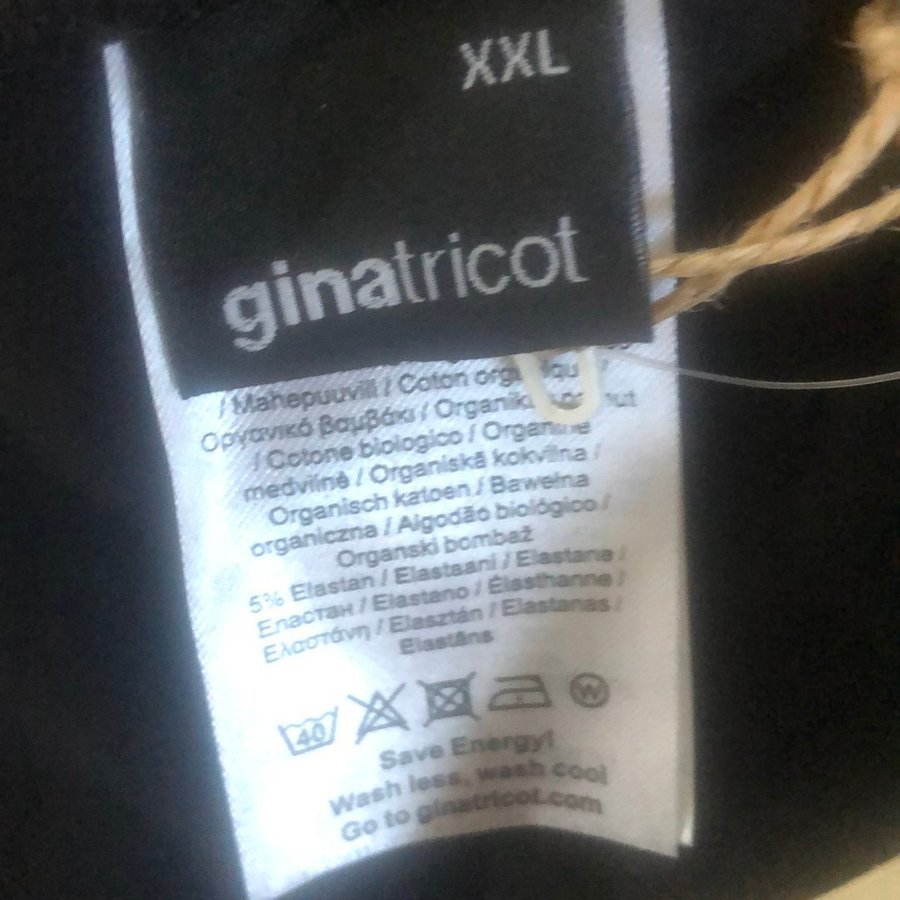 XXL
ginatricot
/ Mahepuuvill / Coton
Οργανικό βαμβάκι /
/ Cotone biologico / Organinė
medvilnė / Organiskā kokvilna /
Organisch katoen / Bawełna
organiczna / Algodão biológico /
Organski bombaž
5% Elastan / Elastaani / Elastane /
Еластан / Elastano / Élasthanne /
Ελαστάνη / Elasztán / Elastanas /
Elastāns
40
W
Save Energy!
Wash less, wash cool
Go to ginatricot.com